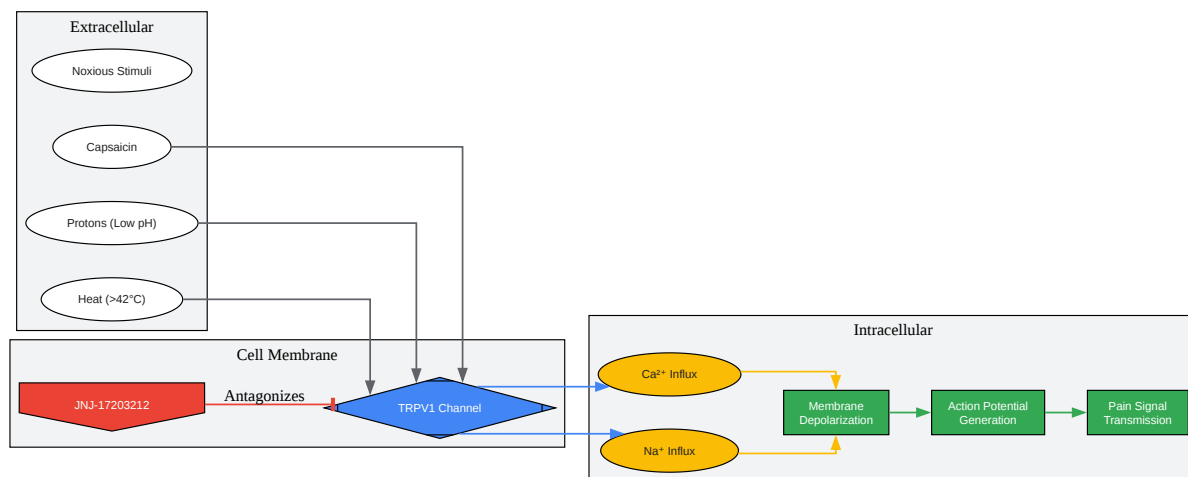 Extracellular
Noxious Stimuli
Capsaicin
Protons (Low pH)
Heat (>42°C)
Cell Membrane
JNJ-17203212
Antagonizes
TRPV1 Channel
Intracellular
Ca²⁺ Influx
Na⁺ Influx
Membrane
Depolarization
Action Potential
Generation
Pain Signal
Transmission